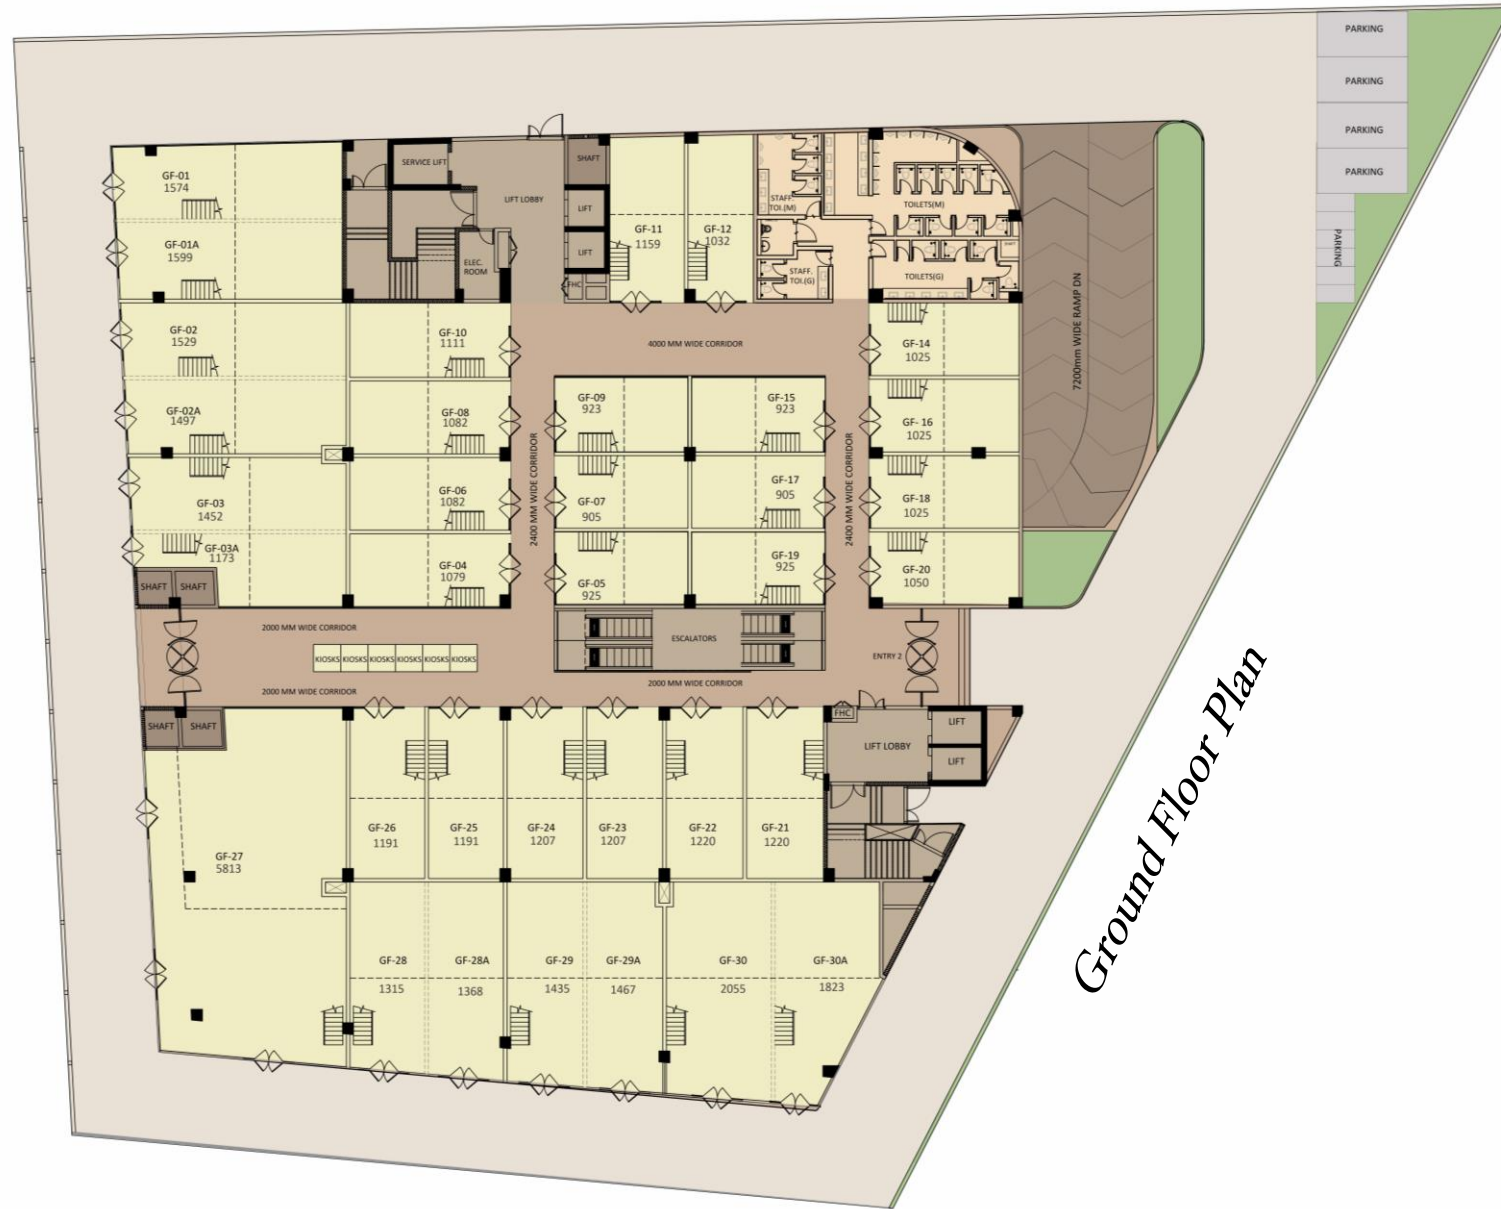 PARKING
PARKING
PARKING
PARKING
PARKING
GF-01
1574
GF-01A
1599
SERVICE LIFT
LIFT LOBBY
SHAFT
LIFT
LIFT
ELEC.
ROOM
FHC
GF-11
1159
GF-12
1032
STAFF.
TOI.(M)
TOILETS(M)
STAFF.
TOI.(G)
TOILETS(G)
SHAFT
7200mm WIDE RAMP DN
GF-02
1529
GF-02A
1497
GF-10
1111
4000 MM WIDE CORRIDOR
GF-14
1025
GF-08
1082
GF-09
923
GF-15
923
GF- 16
1025
2400 MM WIDE CORRIDOR
2400 MM WIDE CORRIDOR
GF-03
1452
GF-03A
1173
GF-06
1082
GF-07
905
GF-17
905
GF-18
1025
GF-04
1079
GF-05
925
GF-19
925
GF-20
1050
SHAFT
SHAFT
2000 MM WIDE CORRIDOR
KIOSKS KIOSKS KIOSKS KIOSKS KIOSKS KIOSKS
ESCALATORS
ENTRY 2
2000 MM WIDE CORRIDOR
2000 MM WIDE CORRIDOR
SHAFT
SHAFT
FHC
LIFT LOBBY
LIFT
LIFT
GF-27
5813
GF-26
1191
GF-25
1191
GF-24
1207
GF-23
1207
GF-22
1220
GF-21
1220
GF-28
1315
GF-28A
1368
GF-29
1435
GF-29A
1467
GF-30
2055
GF-30A
1823
Ground Floor Plan